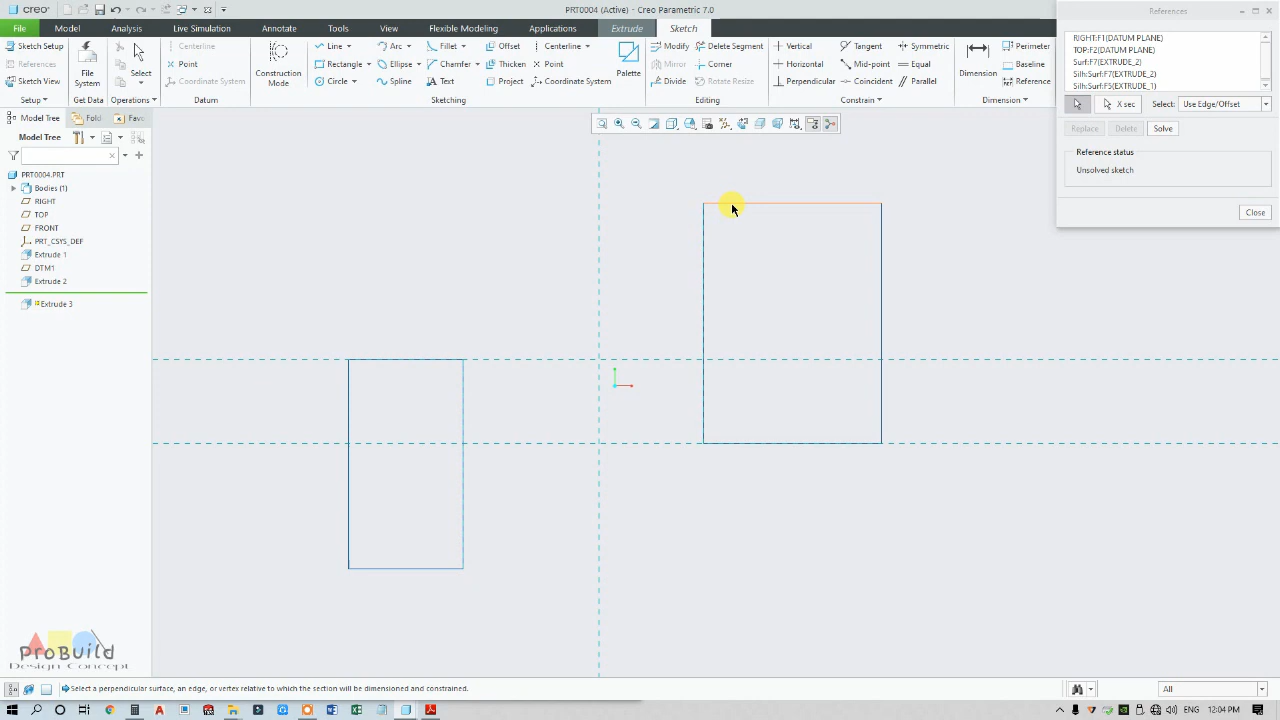 creo
PRT0004 (Active) - Creo Parametric 7.0
File Model Analysis Live Simulation Annotate Tools View Flexible Modeling Applications Extrude Sketch
Sketch Setup
References
Sketch View
Setup
File System
Get Data
Select
Operations
Centerline
Point
Coordinate System
Datum
Construction Mode
Line Arc Fillet Offset Centerline
Rectangle Ellipse Chamfer Thicken Point
Circle Spline Text Project Coordinate System
Palette
Sketching
Modify Delete Segment
Mirror Corner
Divide Rotate Resize
Editing
Vertical Tangent Symmetric
Horizontal Mid-point Equal
Perpendicular Coincident Parallel
Constrain
Dimension
Perimeter
Baseline
Reference
Dimension
References
RIGHT:F1(DATUM PLANE)
TOP:F2(DATUM PLANE)
Surf:F7(EXTRUDE_2)
Silh:Surf:F7(EXTRUDE_2)
Silh:Surf:F5(EXTRUDE_1)
X sec Select: Use Edge/Offset
Replace Delete Solve
Reference status
Unsolved sketch
Close
Model Tree Fold Favo
Model Tree
PRT0004.PRT
Bodies (1)
RIGHT
TOP
FRONT
PRT_CSYS_DEF
Extrude 1
DTM1
Extrude 2
Extrude 3
ProBuild
Design Concept
Select a perpendicular surface, an edge, or vertex relative to which the section will be dimensioned and constrained.
All
ENG 12:04 PM